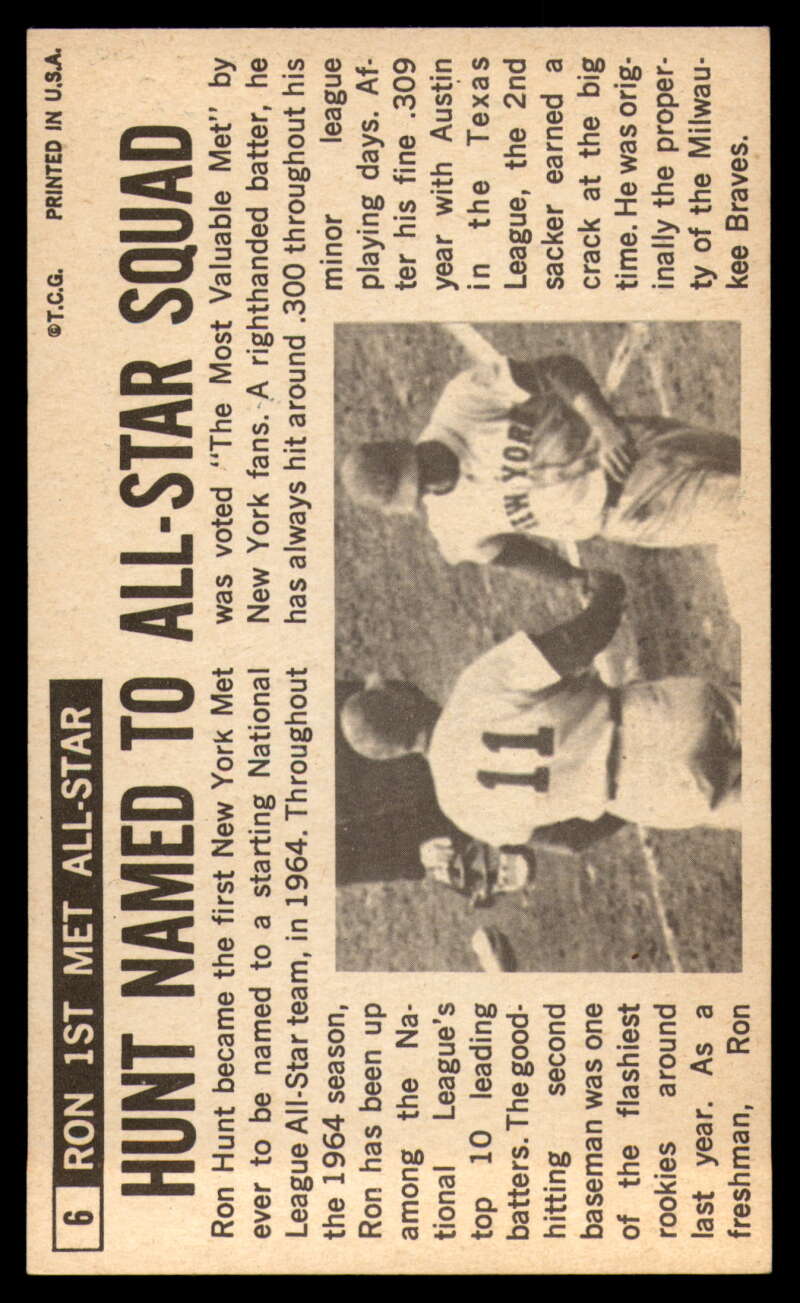 6 RON 1ST MET ALL-STAR
©T.C.G. PRINTED IN U.S.A.
HUNT NAMED TO ALL-STAR SQUAD
Ron Hunt became the first New York Met
ever to be named to a starting National
League All-Star team, in 1964. Throughout
the 1964 season,
Ron has been up
among the Na-
tional League's
top 10 leading
batters. The good-
hitting second
baseman was one
of the flashiest
rookies around
last year. As a
freshman, Ron
was voted "The Most Valuable Met" by
New York fans. A righthanded batter, he
has always hit around .300 throughout his
minor league
playing days. Af-
ter his fine .309
year with Austin
in the Texas
League, the 2nd
sacker earned a
crack at the big
time. He was orig-
inally the proper-
ty of the Milwau-
kee Braves.
11
NEW YORK